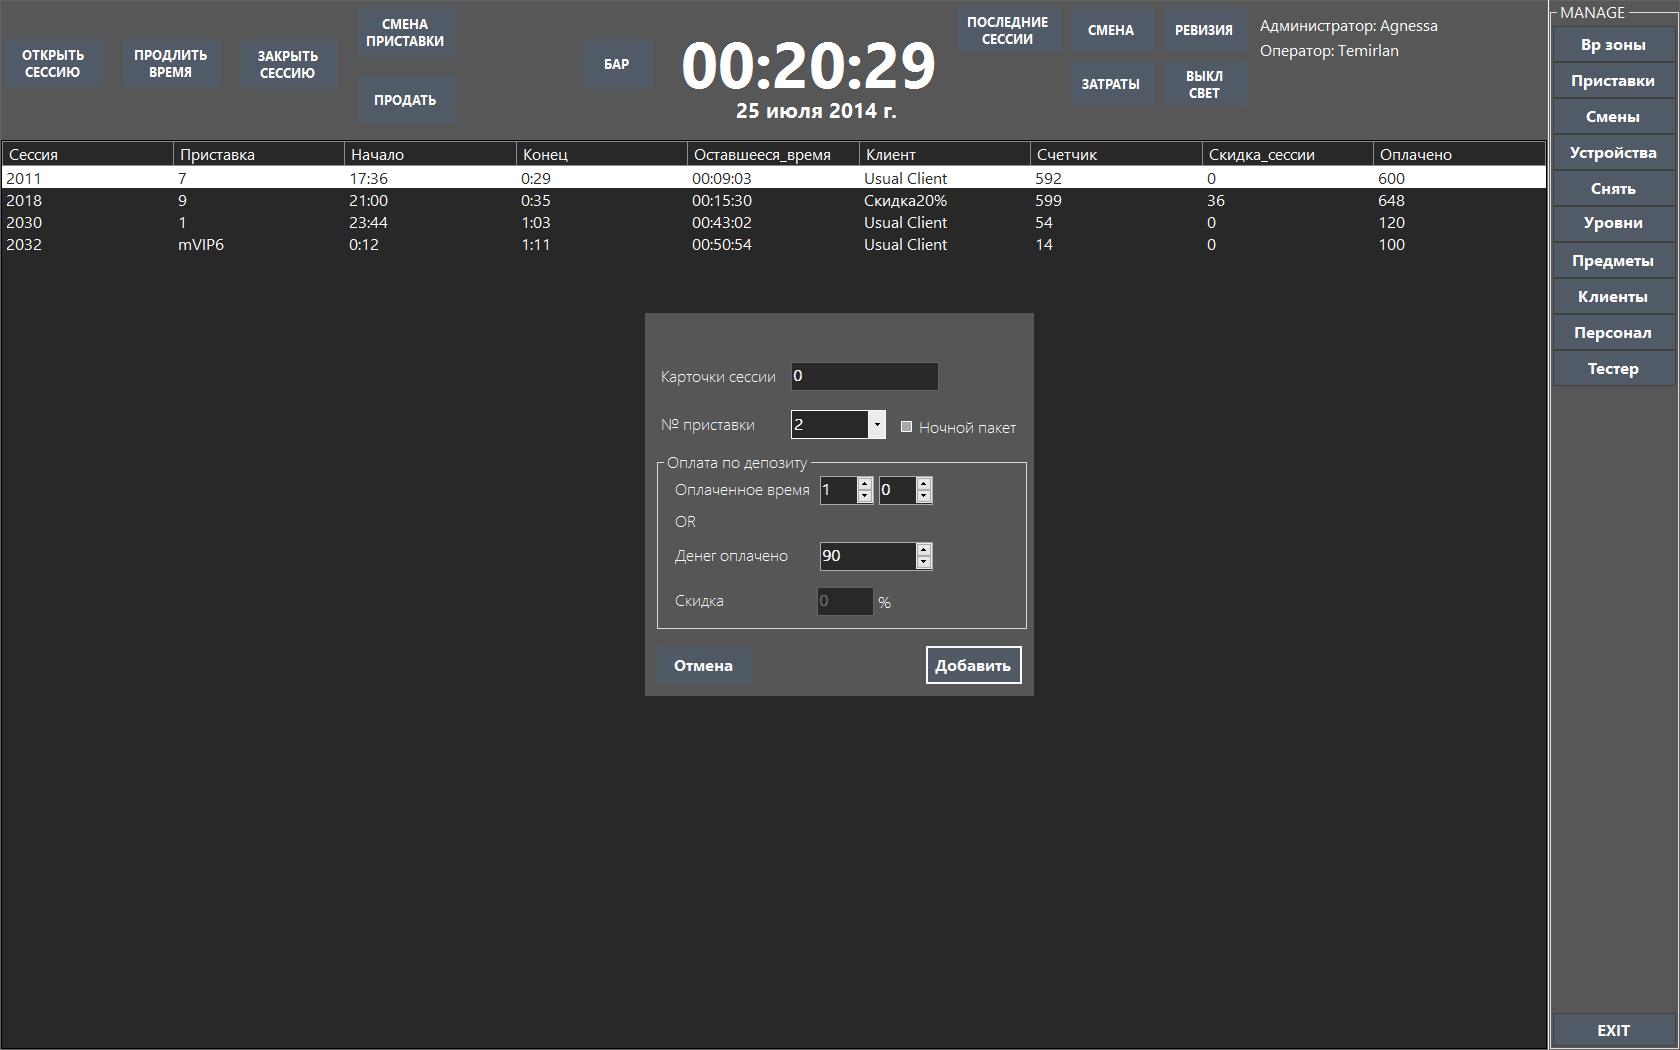 ОТКРЫТЬ
СЕССИЮ
ПРОДЛИТЬ
ВРЕМЯ
ЗАКРЫТЬ
СЕССИЮ
СМЕНА
ПРИСТАВКИ
ПРОДАТЬ
БАР
00:20:29
25 июля 2014 г.
ПОСЛЕДНИЕ
СЕССИИ
СМЕНА
РЕВИЗИЯ
ЗАТРАТЫ
ВЫКЛ
СВЕТ
Администратор: Agnessa
Оператор: Temirlan
Сессия Приставка Начало Конец Оставшееся_время Клиент Счетчик Скидка_сессии Оплачено
2011 7 17:36 0:29 00:09:03 Usual Client 592 0 600
2018 9 21:00 0:35 00:15:30 Скидка20% 599 36 648
2030 1 23:44 1:03 00:43:02 Usual Client 54 0 120
2032 mVIP6 0:12 1:11 00:50:54 Usual Client 14 0 100
Карточки сессии 0
№ приставки 2 Ночной пакет
Оплата по депозиту
Оплаченное время 1 0
OR
Денег оплачено 90
Скидка 0 %
Отмена Добавить
MANAGE
Вр зоны
Приставки
Смены
Устройства
Снять
Уровни
Предметы
Клиенты
Персонал
Тестер
EXIT